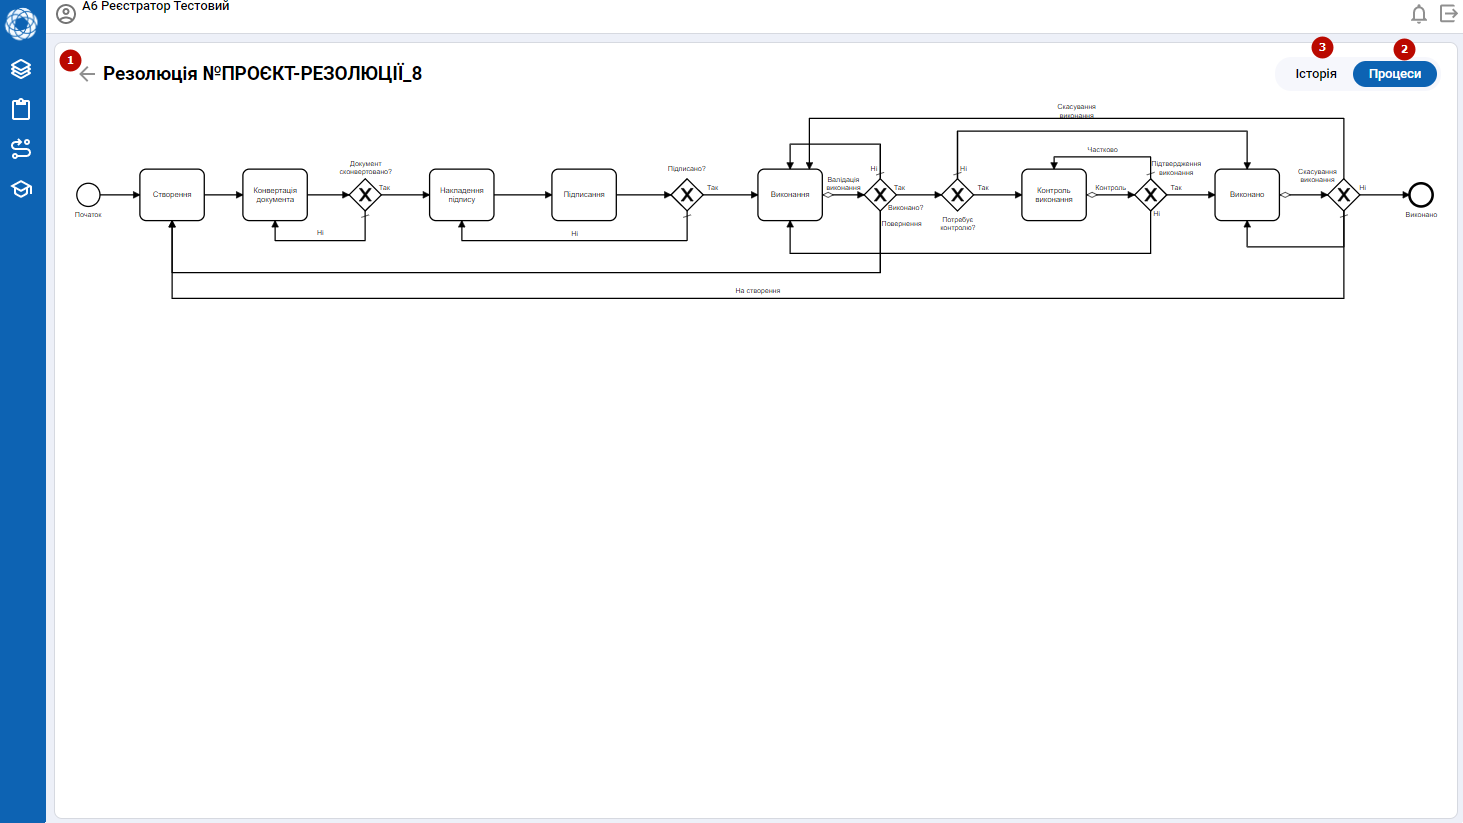 А6 Реєстратор Тестовий
1
3
2
Резолюція №ПРОЄКТ-РЕЗОЛЮЦІЇ_8
Історія
Процеси
Скасування
виконання
Частково
Документ
сконвертовано?
Підписано?
Ні
Ні
Підтвердження
виконання
Скасування
виконання
Валідація
виконання
Створення
Конвертація
документа
Так
Накладення
підпису
Підписання
Так
Виконання
Так
Так
Контроль
виконання
Контроль
Так
Виконано
Ні
Початок
Виконано?
Повернення
Потребує
контролю?
Ні
Виконано
Ні
Ні
На створення